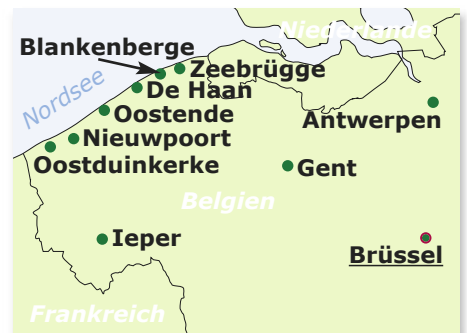 Niederlande
Blankenberge
Zeebrügge
Nordsee
De Haan
Oostende
Antwerpen
Nieuwpoort
Oostduinkerke
Gent
Belgien
Ieper
Brüssel
Frankreich